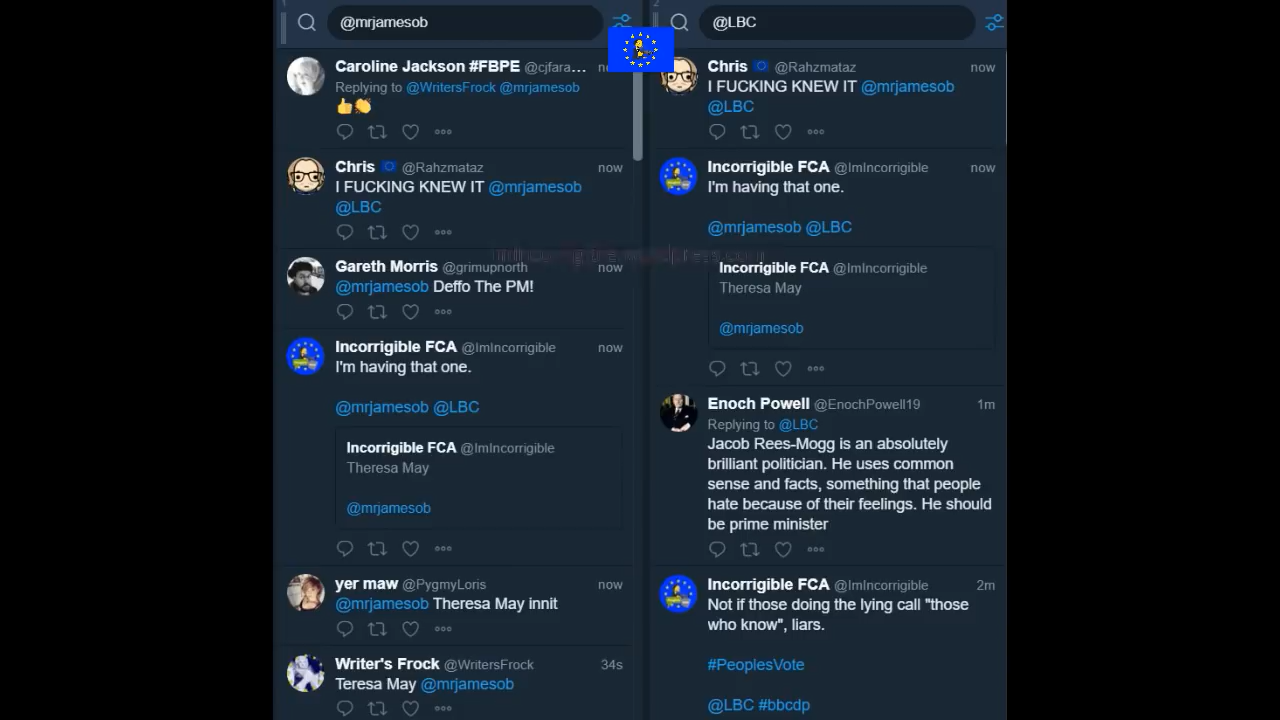 @mrjamesob
Caroline Jackson #FBPE @cjfara... now
Replying to @WritersFrock @mrjamesob
👍👏
Chris @Rahzmataz now
I FUCKING KNEW IT @mrjamesob
@LBC
Gareth Morris @grimupnorth now
@mrjamesob Deffo The PM!
Incorrigible FCA @ImIncorrigible now
I'm having that one.
@mrjamesob @LBC
Incorrigible FCA @ImIncorrigible
Theresa May
@mrjamesob
yer maw @PygmyLoris now
@mrjamesob Theresa May innit
Writer's Frock @WritersFrock 34s
Teresa May @mrjamesob
2
@LBC
Chris @Rahzmataz now
I FUCKING KNEW IT @mrjamesob
@LBC
Incorrigible FCA @ImIncorrigible now
I'm having that one.
@mrjamesob @LBC
Incorrigible FCA @ImIncorrigible
Theresa May
@mrjamesob
Enoch Powell @EnochPowell19 1m
Replying to @LBC
Jacob Rees-Mogg is an absolutely
brilliant politician. He uses common
sense and facts, something that people
hate because of their feelings. He should
be prime minister
Incorrigible FCA @ImIncorrigible 2m
Not if those doing the lying call "those
who know", liars.
#PeoplesVote
@LBC #bbcdp